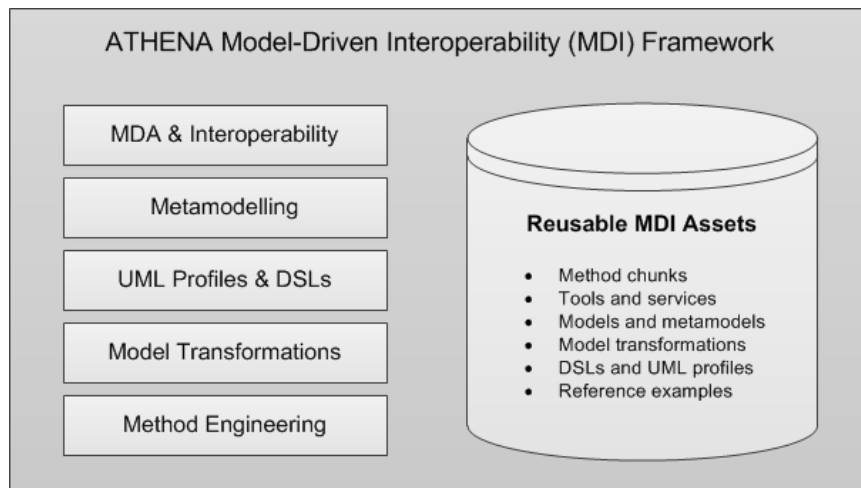 ATHENA Model-Driven Interoperability (MDI) Framework
MDA & Interoperability
Metamodelling
UML Profiles & DSLs
Model Transformations
Method Engineering
Reusable MDI Assets
• Method chunks
• Tools and services
• Models and metamodels
• Model transformations
• DSLs and UML profiles
• Reference examples